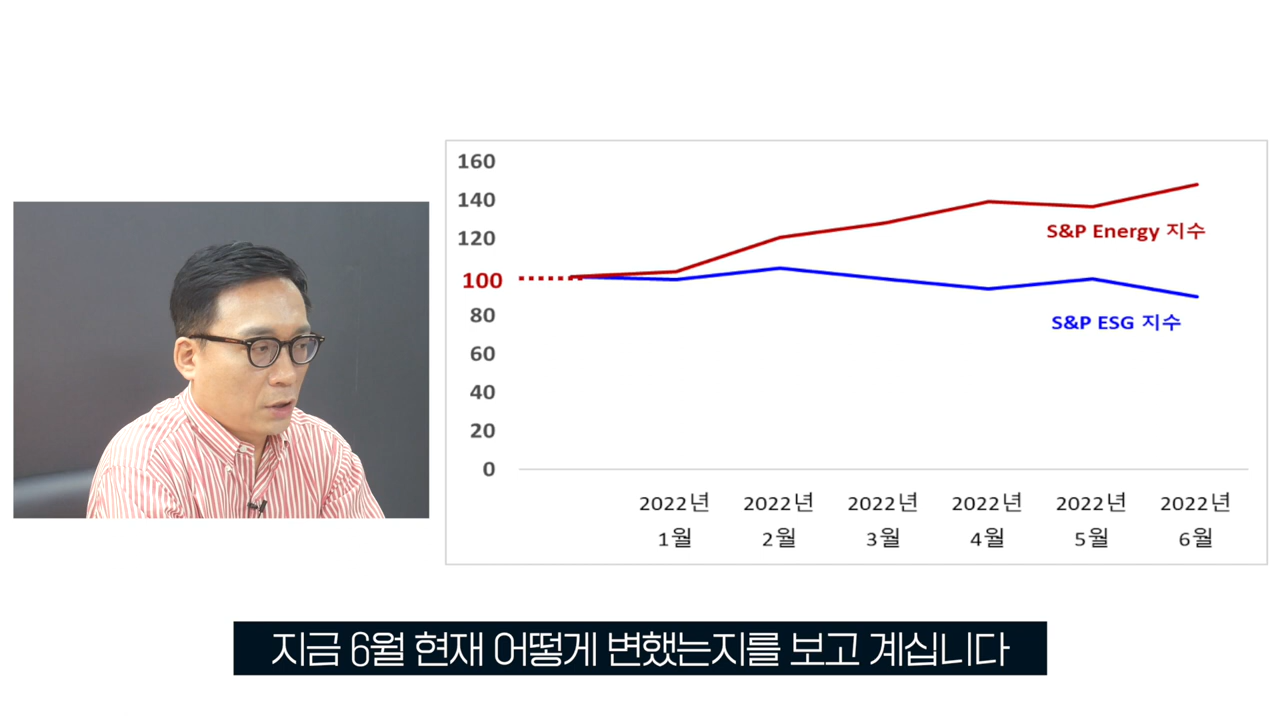 160
140
120
100
80
60
40
20
0
S&P Energy 지수
S&P ESG 지수
2022년 2022년 2022년 2022년 2022년 2022년
1월 2월 3월 4월 5월 6월
지금 6월 현재 어떻게 변했는지를 보고 계십니다